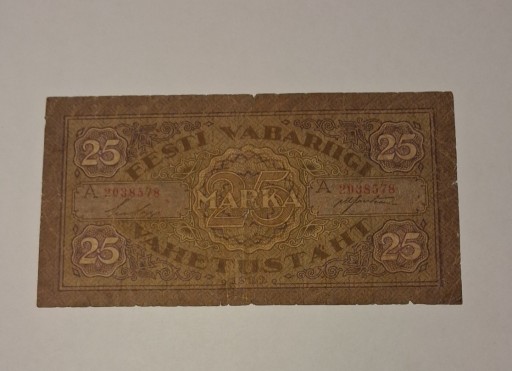 25 25
EESTI VABARIIGI
A 2038578 A 2038578
25
MARKA
VAHETUSTÄHT
25 25